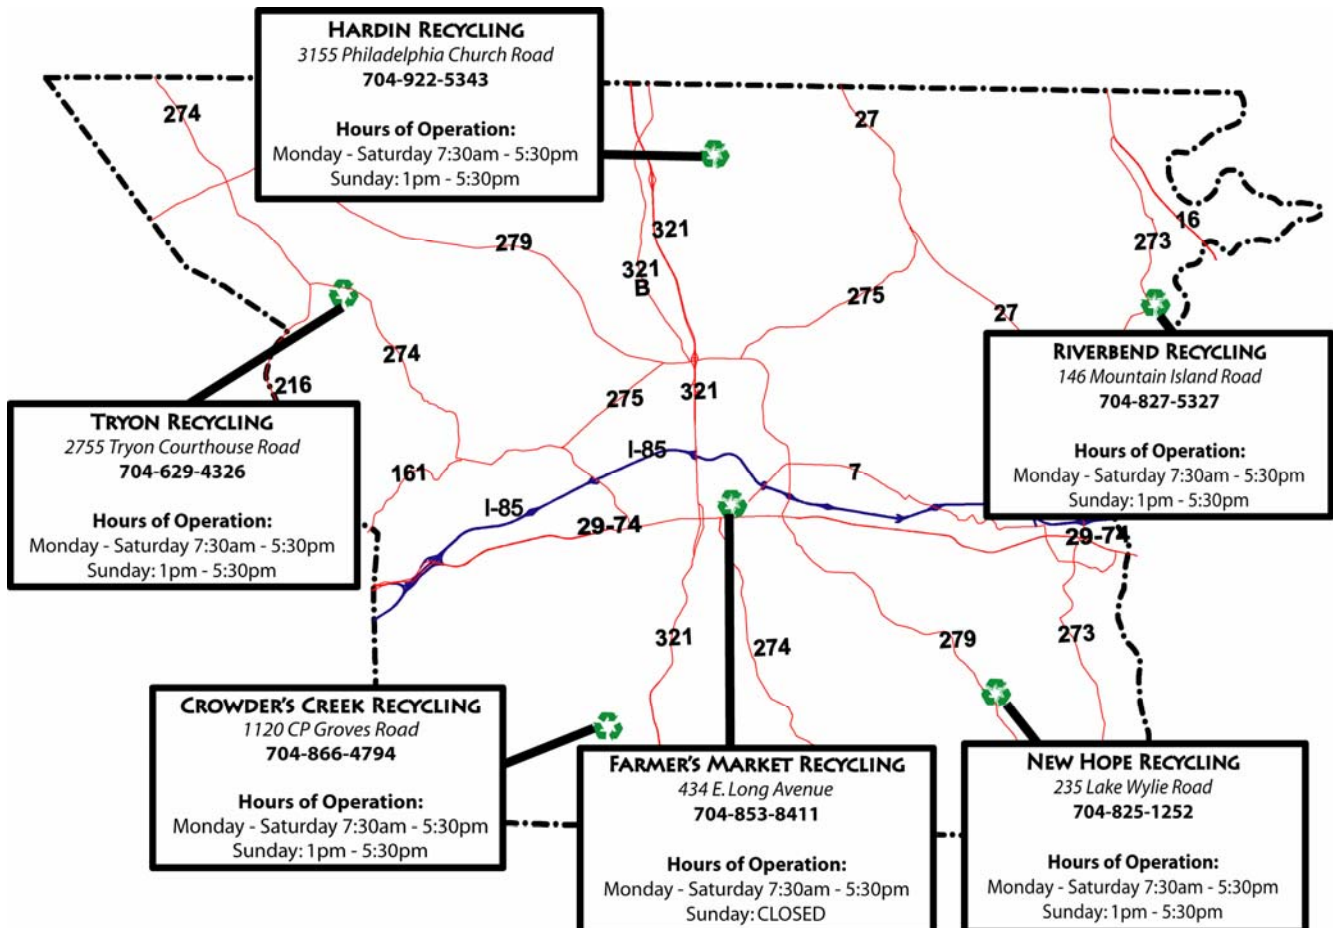 HARDIN RECYCLING
3155 Philadelphia Church Road
704-922-5343
Hours of Operation:
Monday - Saturday 7:30am - 5:30pm
Sunday: 1pm - 5:30pm
274
27
16
273
279
321
321
B
275
27
274
216
275
321
RIVERBEND RECYCLING
146 Mountain Island Road
704-827-5327
Hours of Operation:
Monday - Saturday 7:30am - 5:30pm
Sunday: 1pm - 5:30pm
TRYON RECYCLING
2755 Tryon Courthouse Road
704-629-4326
Hours of Operation:
Monday - Saturday 7:30am - 5:30pm
Sunday: 1pm - 5:30pm
161
I-85
I-85
7
29-74
29-74
321
274
279
273
CROWDER'S CREEK RECYCLING
1120 CP Groves Road
704-866-4794
Hours of Operation:
Monday - Saturday 7:30am - 5:30pm
Sunday: 1pm - 5:30pm
FARMER'S MARKET RECYCLING
434 E. Long Avenue
704-853-8411
Hours of Operation:
Monday - Saturday 7:30am - 5:30pm
Sunday: CLOSED
NEW HOPE RECYCLING
235 Lake Wylie Road
704-825-1252
Hours of Operation:
Monday - Saturday 7:30am - 5:30pm
Sunday: 1pm - 5:30pm